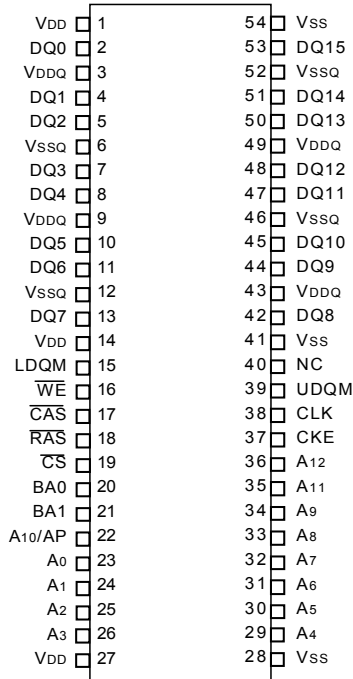 VDD 1 54 VSS
DQ0 2 53 DQ15
VDDQ 3 52 VSSQ
DQ1 4 51 DQ14
DQ2 5 50 DQ13
VSSQ 6 49 VDDQ
DQ3 7 48 DQ12
DQ4 8 47 DQ11
VDDQ 9 46 VSSQ
DQ5 10 45 DQ10
DQ6 11 44 DQ9
VSSQ 12 43 VDDQ
DQ7 13 42 DQ8
VDD 14 41 VSS
LDQM 15 40 NC
W̅E̅ 16 39 UDQM
C̅A̅S̅ 17 38 CLK
R̅A̅S̅ 18 37 CKE
C̅S̅ 19 36 A12
BA0 20 35 A11
BA1 21 34 A9
A10/AP 22 33 A8
A0 23 32 A7
A1 24 31 A6
A2 25 30 A5
A3 26 29 A4
VDD 27 28 VSS